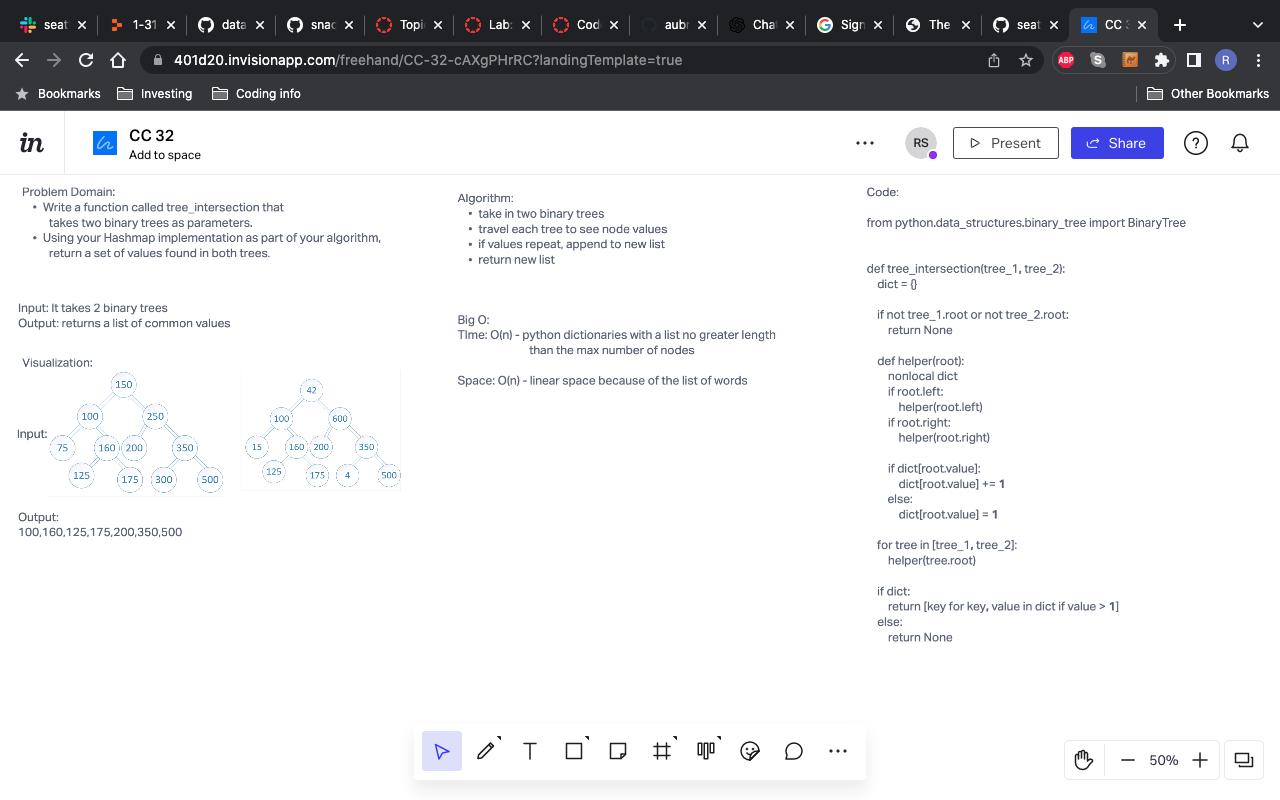 seat
1-31
data
snac
Topi
Lab:
Cod
aubr
Chat
Sign
The
seat
CC 3
401d20.invisionapp.com/freehand/CC-32-cAXgPHrRC?landingTemplate=true
ABP
S
R
Bookmarks
Investing
Coding info
Other Bookmarks
in
CC 32
Add to space
RS
Present
Share
?
Problem Domain:
• Write a function called tree_intersection that
takes two binary trees as parameters.
• Using your Hashmap implementation as part of your algorithm,
return a set of values found in both trees.
Input: It takes 2 binary trees
Output: returns a list of common values
Visualization:
Input:
150
100 250
75 160 200 350
125 175 300 500
42
100 600
15 160 200 350
125 175 4 500
Output:
100,160,125,175,200,350,500
Algorithm:
• take in two binary trees
• travel each tree to see node values
• if values repeat, append to new list
• return new list
Big O:
TIme: O(n) - python dictionaries with a list no greater length
than the max number of nodes
Space: O(n) - linear space because of the list of words
Code:
from python.data_structures.binary_tree import BinaryTree
def tree_intersection(tree_1, tree_2):
dict = {}
if not tree_1.root or not tree_2.root:
return None
def helper(root):
nonlocal dict
if root.left:
helper(root.left)
if root.right:
helper(root.right)
if dict[root.value]:
dict[root.value] += 1
else:
dict[root.value] = 1
for tree in [tree_1, tree_2]:
helper(tree.root)
if dict:
return [key for key, value in dict if value > 1]
else:
return None
50%